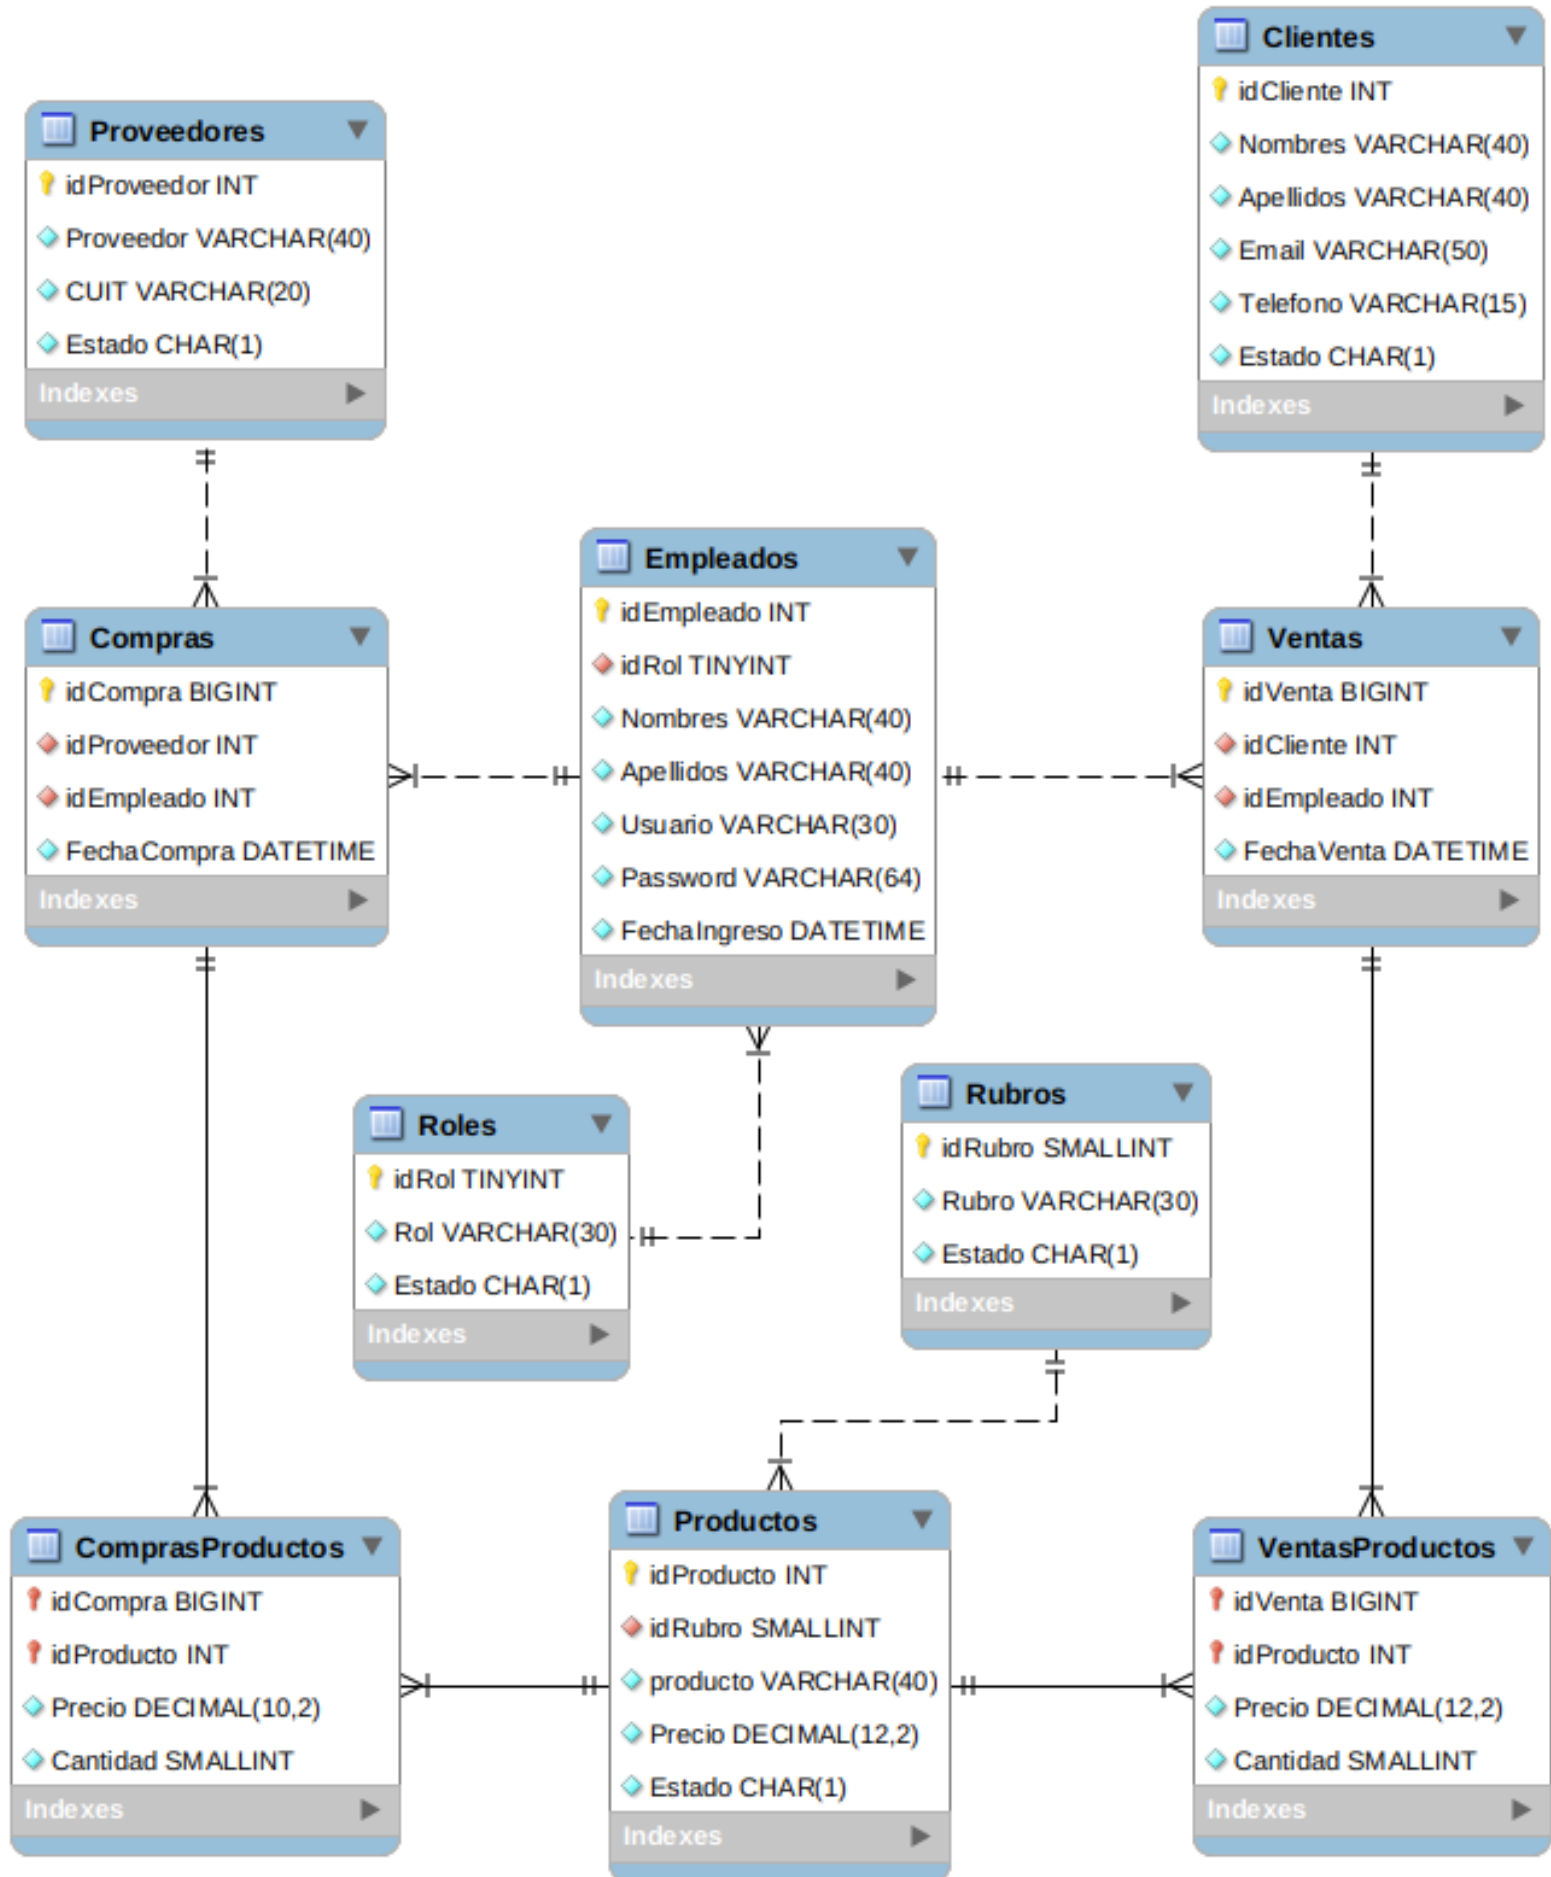 Clientes
idCliente INT
Nombres VARCHAR(40)
Apellidos VARCHAR(40)
Email VARCHAR(50)
Telefono VARCHAR(15)
Estado CHAR(1)
Indexes
Proveedores
idProveedor INT
Proveedor VARCHAR(40)
CUIT VARCHAR(20)
Estado CHAR(1)
Indexes
Empleados
idEmpleado INT
idRol TINYINT
Nombres VARCHAR(40)
Apellidos VARCHAR(40)
Usuario VARCHAR(30)
Password VARCHAR(64)
FechaIngreso DATETIME
Indexes
Compras
idCompra BIGINT
idProveedor INT
idEmpleado INT
FechaCompra DATETIME
Indexes
Ventas
idVenta BIGINT
idCliente INT
idEmpleado INT
FechaVenta DATETIME
Indexes
Roles
idRol TINYINT
Rol VARCHAR(30)
Estado CHAR(1)
Indexes
Rubros
idRubro SMALLINT
Rubro VARCHAR(30)
Estado CHAR(1)
Indexes
ComprasProductos
idCompra BIGINT
idProducto INT
Precio DECIMAL(10,2)
Cantidad SMALLINT
Indexes
Productos
idProducto INT
idRubro SMALLINT
producto VARCHAR(40)
Precio DECIMAL(12,2)
Estado CHAR(1)
Indexes
VentasProductos
idVenta BIGINT
idProducto INT
Precio DECIMAL(12,2)
Cantidad SMALLINT
Indexes